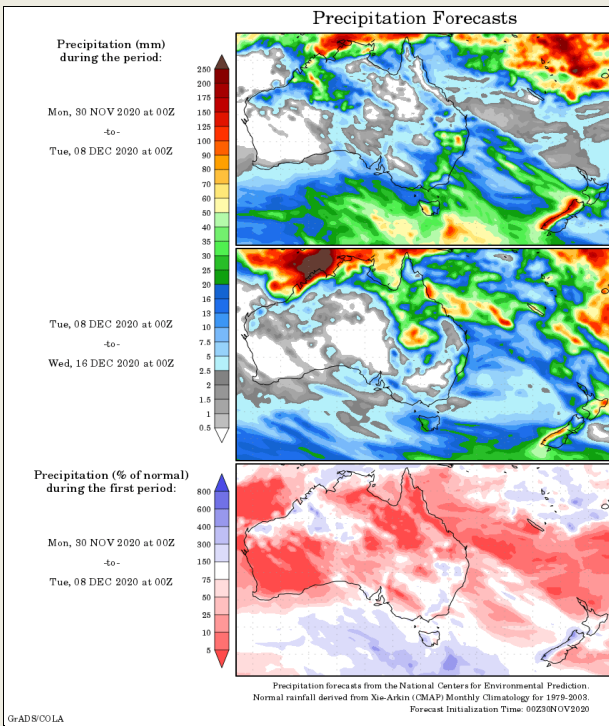 Precipitation Forecasts
Precipitation (mm)
during the period:
Mon, 30 NOV 2020 at 00Z
-to-
Tue, 08 DEC 2020 at 00Z
250
200
175
150
125
100
90
80
70
60
50
40
35
30
25
20
16
13
10
7.5
5
2.5
2
1.5
1
0.5
Tue, 08 DEC 2020 at 00Z
-to-
Wed, 16 DEC 2020 at 00Z
Precipitation (% of normal)
during the first period:
Mon, 30 NOV 2020 at 00Z
-to-
Tue, 08 DEC 2020 at 00Z
800
600
400
300
150
75
50
25
10
5
Precipitation forecasts from the National Centers for Environmental Prediction.
Normal rainfall derived from Xie-Arkin (CMAP) Monthly Climatology for 1979-2003.
Forecast Initialization Time: 00Z30NOV2020
GrADS/COLA